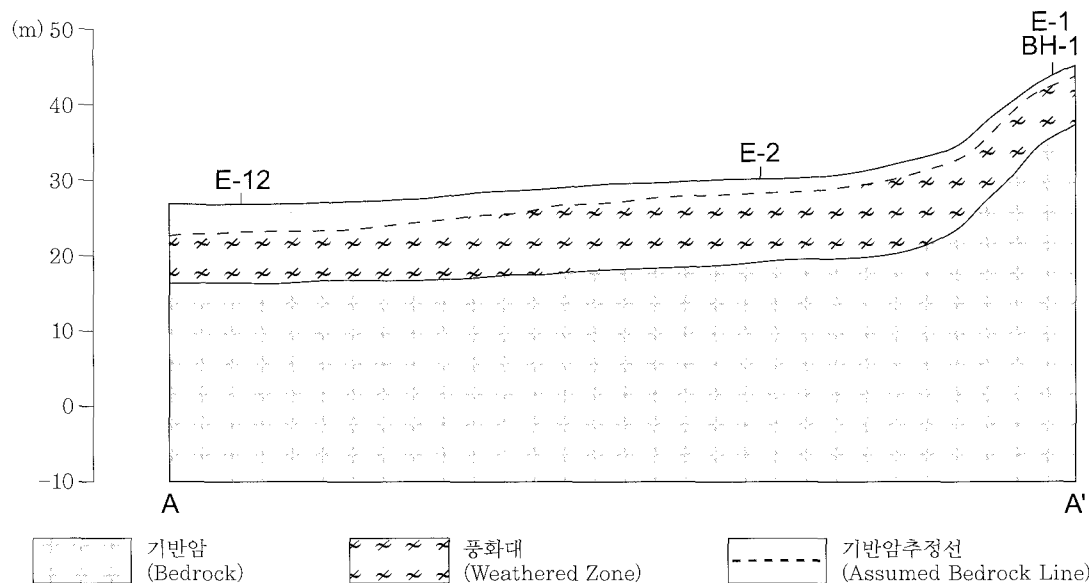 (m) 50
40
30
20
10
0
-10
E-1
BH-1
E-2
E-12
A
A'
기반암
(Bedrock)
풍화대
(Weathered Zone)
기반암추정선
(Assumed Bedrock Line)